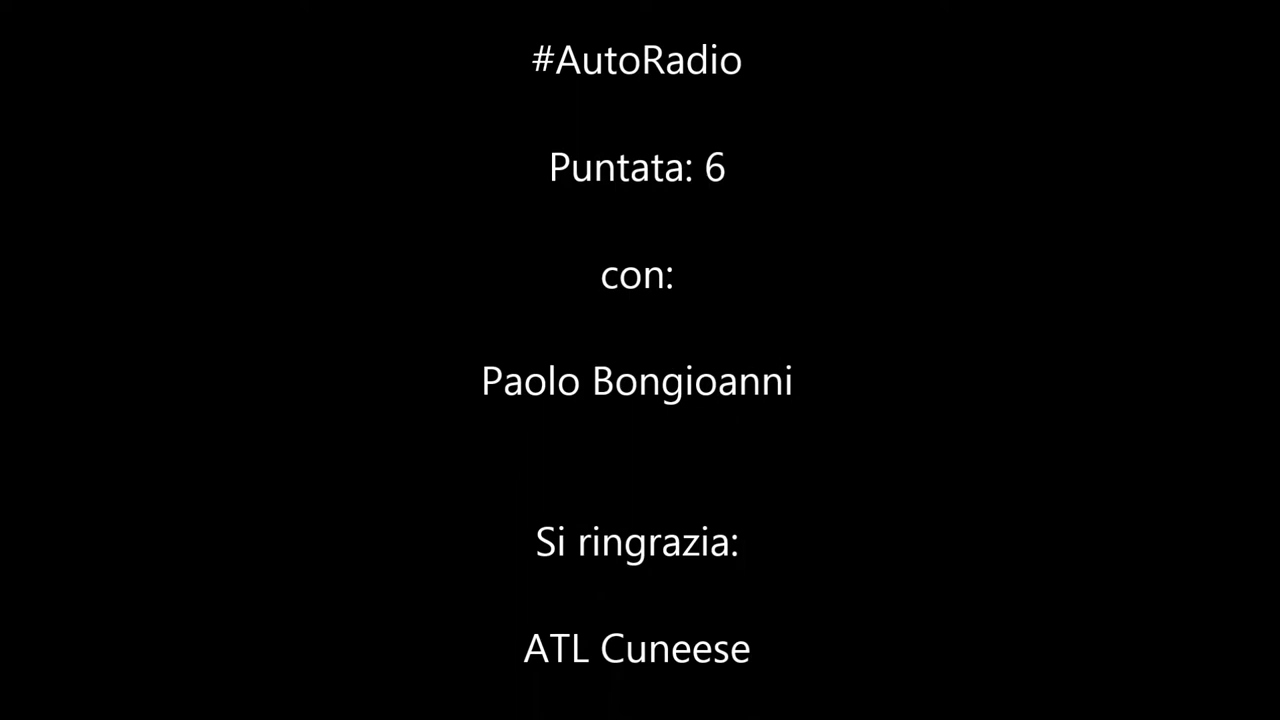 #AutoRadio
Puntata: 6
con:
Paolo Bongioanni
Si ringrazia:
ATL Cuneese